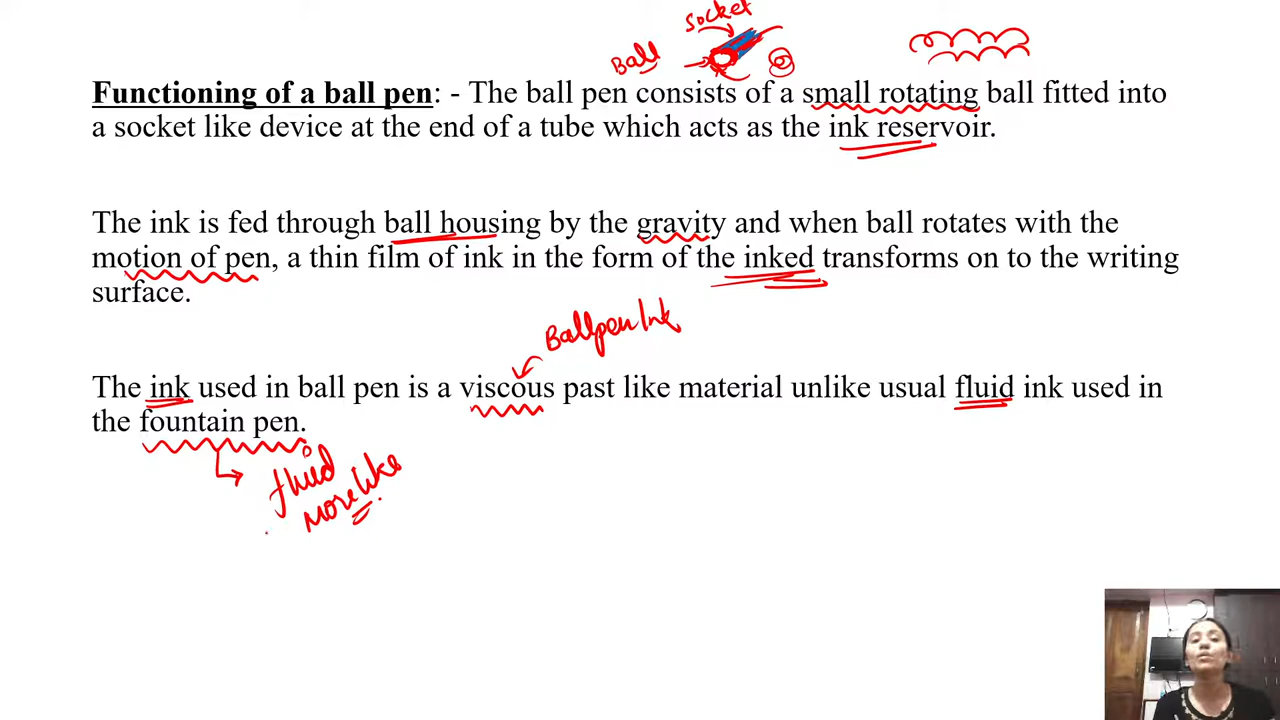 Socket
Ball
Functioning of a ball pen: - The ball pen consists of a small rotating ball fitted into
a socket like device at the end of a tube which acts as the ink reservoir.
The ink is fed through ball housing by the gravity and when ball rotates with the
motion of pen, a thin film of ink in the form of the inked transforms on to the writing
surface.
Ballpen Ink
The ink used in ball pen is a viscous past like material unlike usual fluid ink used in
the fountain pen.
fluid
more like